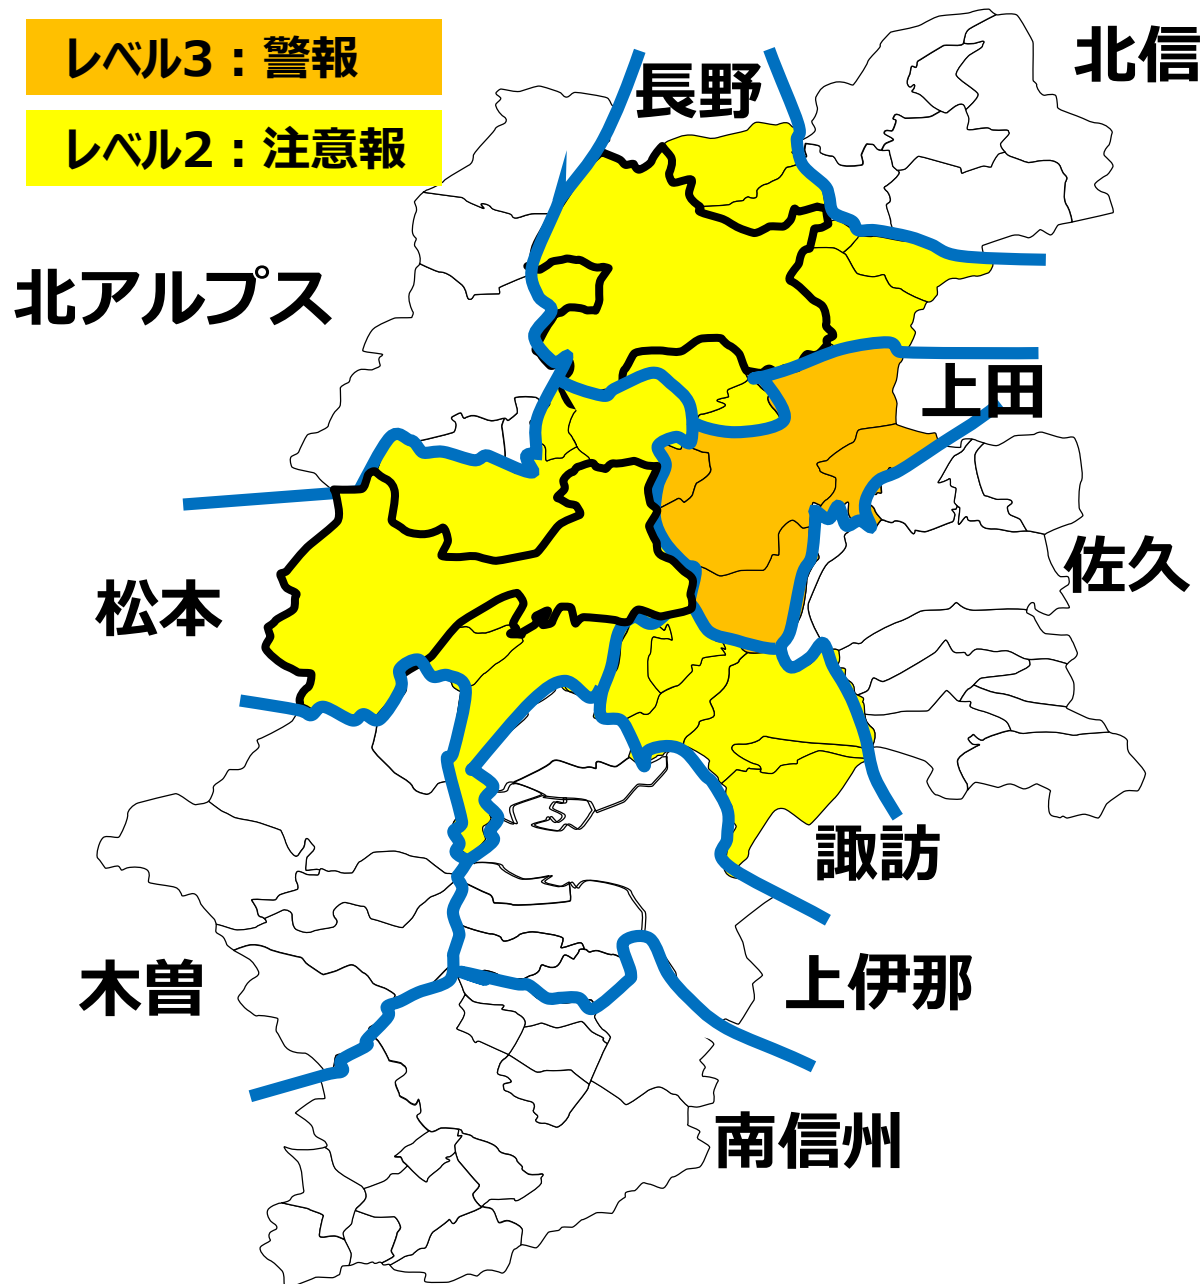 レベル3：警報
レベル2：注意報
北信
長野
北アルプス
上田
佐久
松本
諏訪
木曽
上伊那
南信州